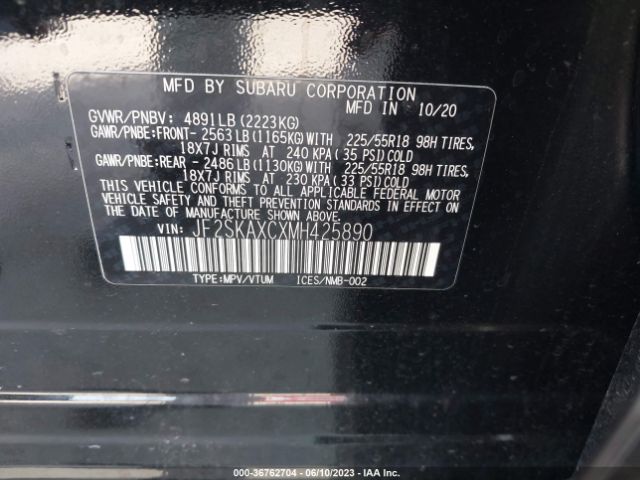 MFD BY SUBARU CORPORATION
MFD IN 10/20
GVWR/PNBV: 4891LB(2223KG)
GAWR/PNBE:FRONT- 2563LB(1165KG)WITH 225/55R18 98H TIRES,
18X7J RIMS AT 240 KPA(35 PSI)COLD
GAWR/PNBE:REAR - 2486LB(1130KG)WITH 225/55R18 98H TIRES,
18X7J RIMS AT 230 KPA(33 PSI)COLD
THIS VEHICLE CONFORMS TO ALL APPLICABLE FEDERAL MOTOR
VEHICLE SAFETY AND THEFT PREVENTION STANDARDS IN EFFECT ON
THE DATE OF MANUFACTURE SHOWN ABOVE.
VIN: JF2SKAXCXMH425890
TYPE:MPV/VTUM ICES/NMB-002
000-36762704 - 06/10/2023 - IAA Inc.